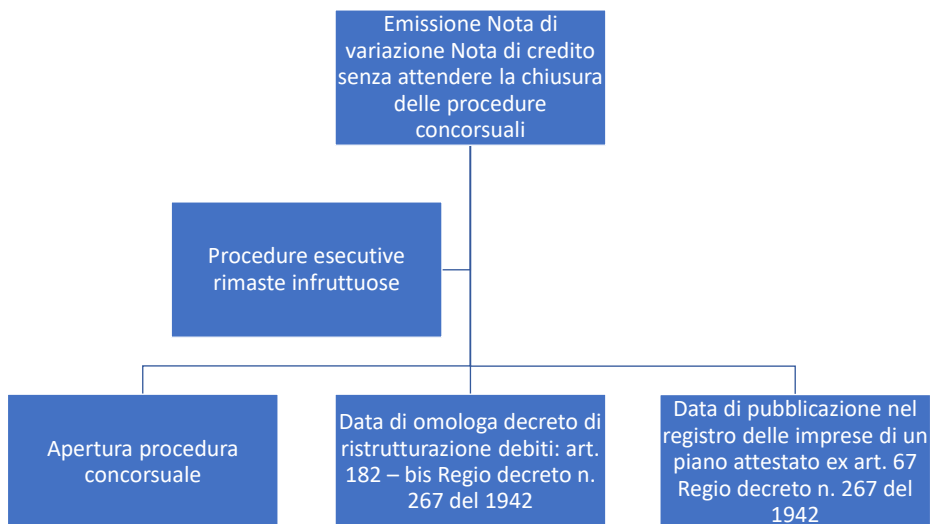 Emissione Nota di
variazione Nota di credito
senza attendere la chiusura
delle procedure
concorsuali
Procedure esecutive
rimaste infruttuose
Apertura procedura
concorsuale
Data di omologa decreto di
ristrutturazione debiti: art.
182 – bis Regio decreto n.
267 del 1942
Data di pubblicazione nel
registro delle imprese di un
piano attestato ex art. 67
Regio decreto n. 267 del
1942